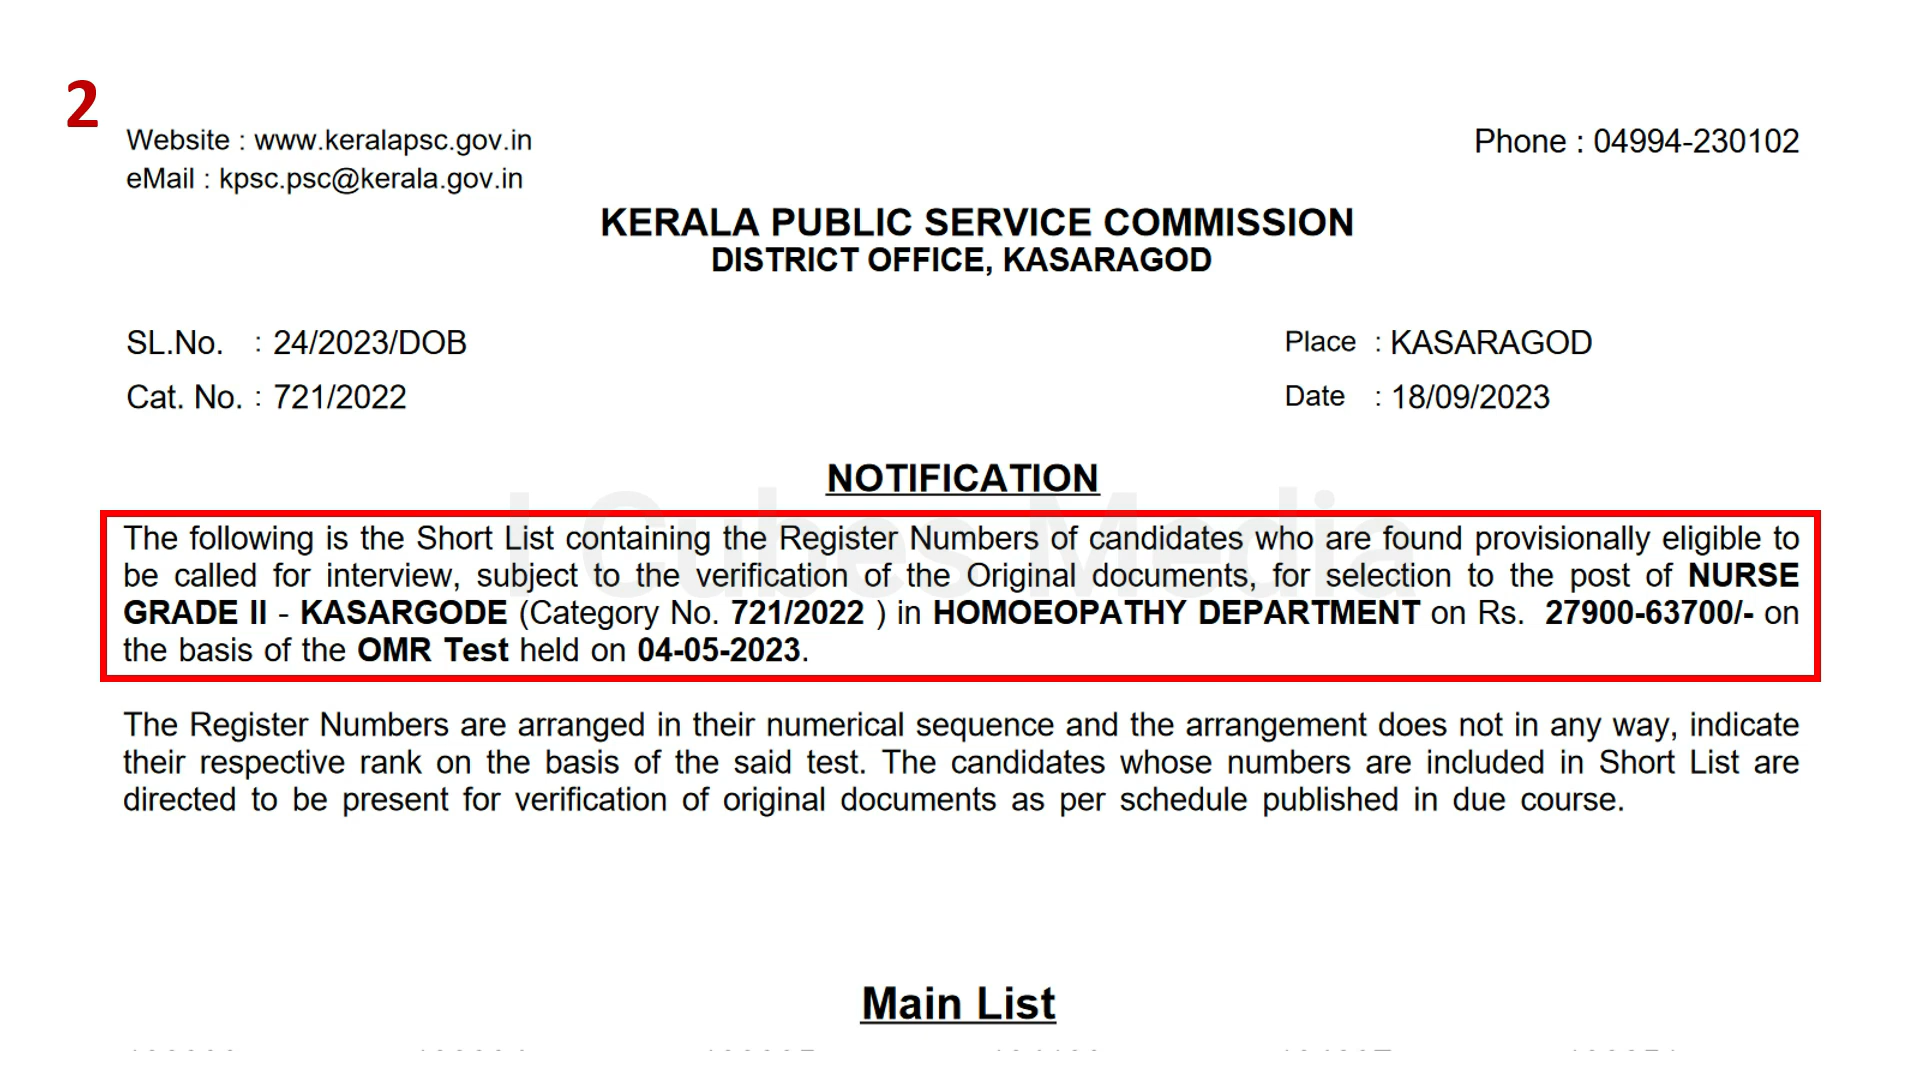 2
Website : www.keralapsc.gov.in
Phone : 04994-230102
eMail : kpsc.psc@kerala.gov.in
KERALA PUBLIC SERVICE COMMISSION
DISTRICT OFFICE, KASARAGOD
SL.No. : 24/2023/DOB
Place : KASARAGOD
Cat. No. : 721/2022
Date : 18/09/2023
NOTIFICATION
I Cubes Media
The following is the Short List containing the Register Numbers of candidates who are found provisionally eligible to
be called for interview, subject to the verification of the Original documents, for selection to the post of NURSE
GRADE II - KASARGODE (Category No. 721/2022 ) in HOMOEOPATHY DEPARTMENT on Rs. 27900-63700/- on
the basis of the OMR Test held on 04-05-2023.
The Register Numbers are arranged in their numerical sequence and the arrangement does not in any way, indicate
their respective rank on the basis of the said test. The candidates whose numbers are included in Short List are
directed to be present for verification of original documents as per schedule published in due course.
Main List